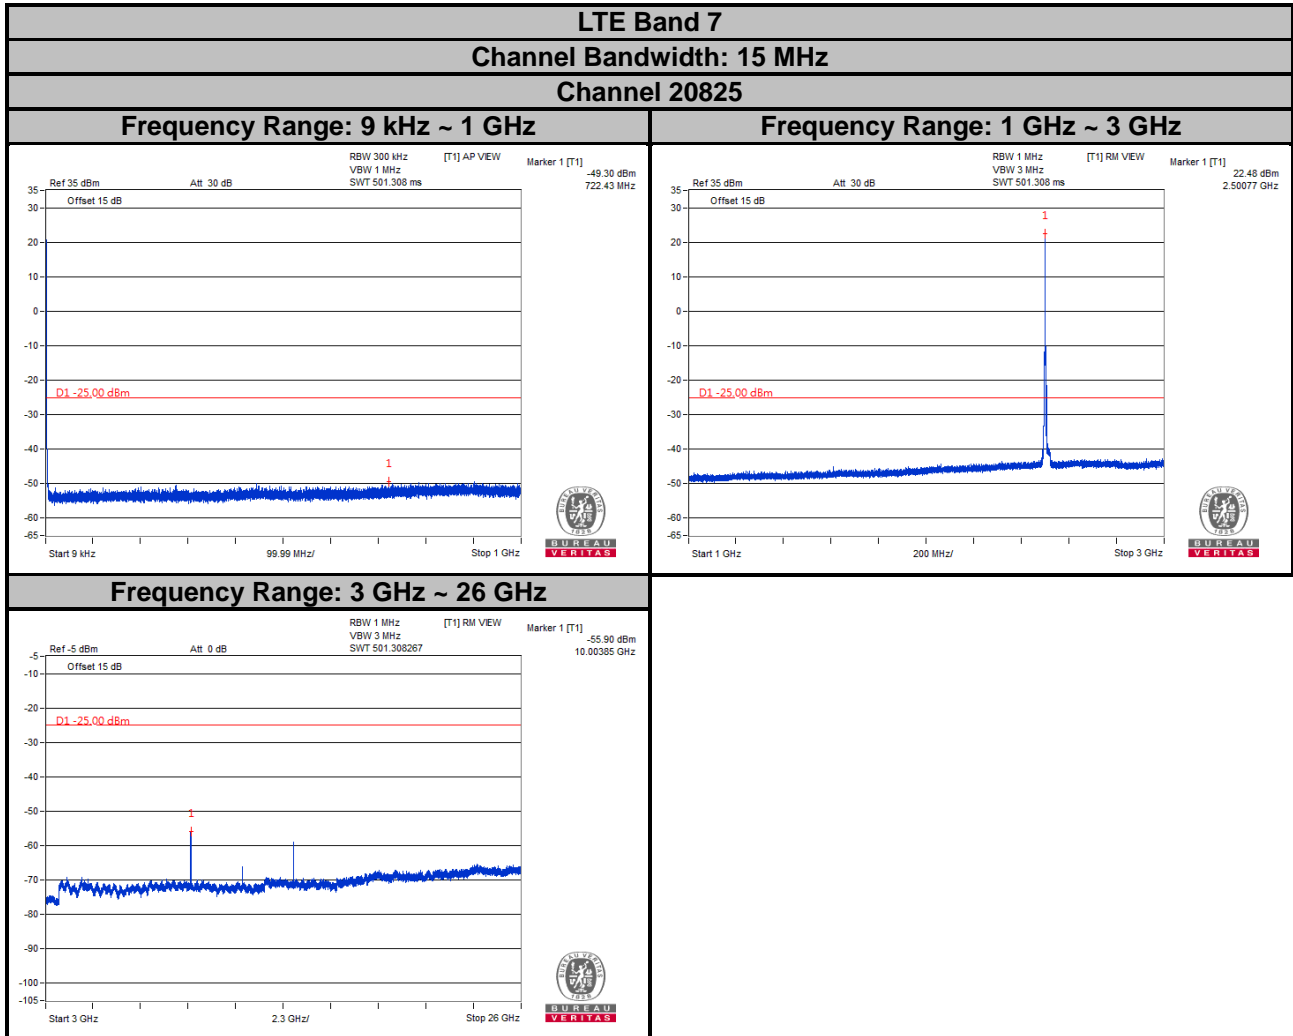 LTE Band 7
Channel Bandwidth: 15 MHz
Channel 20825
Frequency Range: 9 kHz ~ 1 GHz
RBW 300 kHz [T1] AP VIEW Marker 1 [T1]
VBW 1 MHz -49.30 dBm
Ref 35 dBm Att 30 dB SWT 501.308 ms 722.43 MHz
35
Offset 15 dB
30
20
10
0
-10
-20
D1 -25.00 dBm
-30
-40
1
-50
-60
-65
Start 9 kHz 99.99 MHz/ Stop 1 GHz
BUREAU VERITAS
1828
BUREAU
VERITAS
Frequency Range: 1 GHz ~ 3 GHz
RBW 1 MHz [T1] RM VIEW Marker 1 [T1]
VBW 3 MHz 22.48 dBm
Ref 35 dBm Att 30 dB SWT 501.308 ms 2.50077 GHz
35
Offset 15 dB
30
1
20
10
0
-10
-20
D1 -25.00 dBm
-30
-40
-50
-60
-65
Start 1 GHz 200 MHz/ Stop 3 GHz
BUREAU VERITAS
1828
BUREAU
VERITAS
Frequency Range: 3 GHz ~ 26 GHz
RBW 1 MHz [T1] RM VIEW Marker 1 [T1]
VBW 3 MHz -55.90 dBm
Ref -5 dBm Att 0 dB SWT 501.308267 10.00385 GHz
-5
Offset 15 dB
-10
-20
D1 -25.00 dBm
-30
-40
-50
1
-60
-70
-80
-90
-100
-105
Start 3 GHz 2.3 GHz/ Stop 26 GHz
BUREAU VERITAS
1828
BUREAU
VERITAS